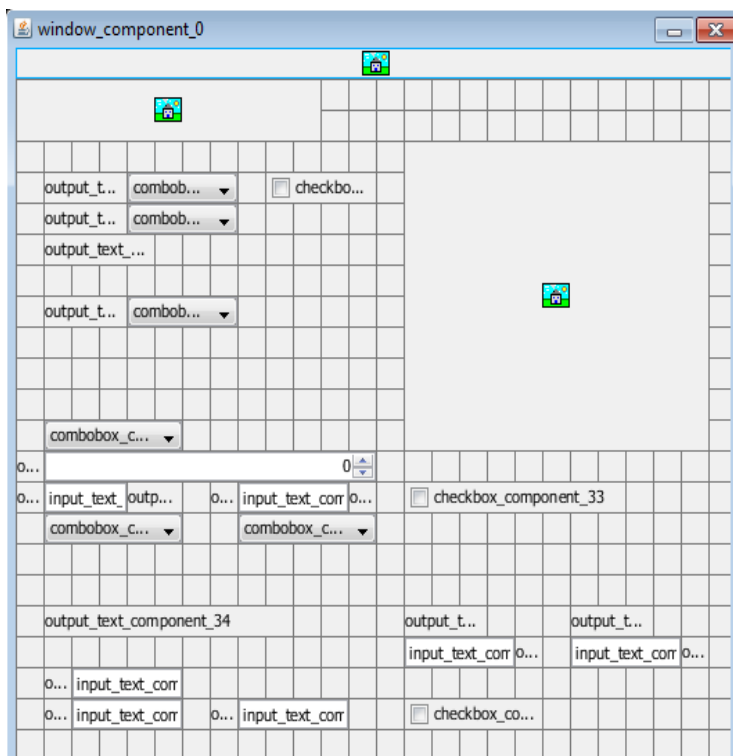 window_component_0
output_t... combob... checkbo...
output_t... combob...
output_text_...
output_t... combob...
combobox_c...
o... 0
o... input_text_ outp... o... input_text_com o... checkbox_component_33
combobox_c... combobox_c...
output_text_component_34 output_t... output_t...
input_text_com o... input_text_com o...
o... input_text_com
o... input_text_com o... input_text_com checkbox_co...